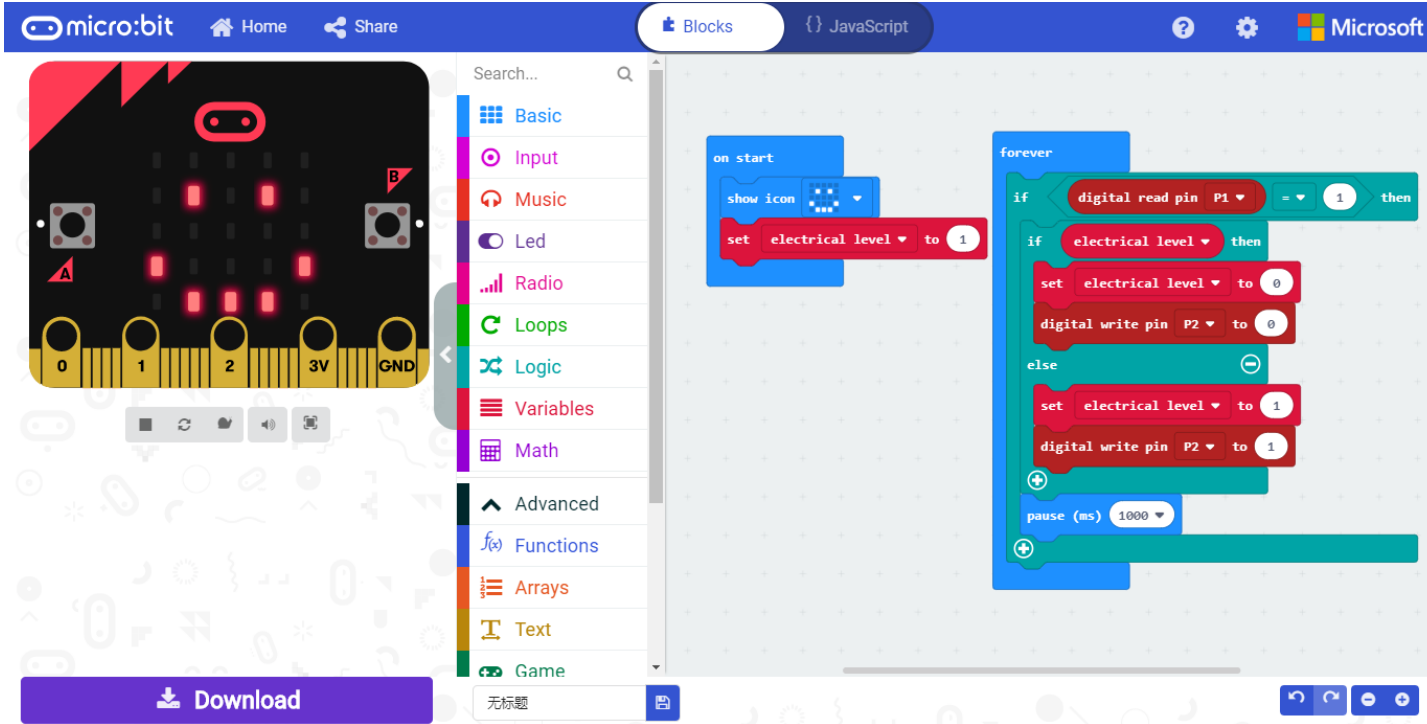 micro:bit Home Share Blocks {} JavaScript ? Microsoft
Search...
Basic
Input
Music
Led
Radio
Loops
Logic
Variables
Math
Advanced
f(x) Functions
Arrays
Text
Game
B
A
0 1 2 3V GND
Download
无标题
on start
show icon
set electrical level to 1
forever
if digital read pin P1 = 1 then
if electrical level then
set electrical level to 0
digital write pin P2 to 0
else
set electrical level to 1
digital write pin P2 to 1
pause (ms) 1000